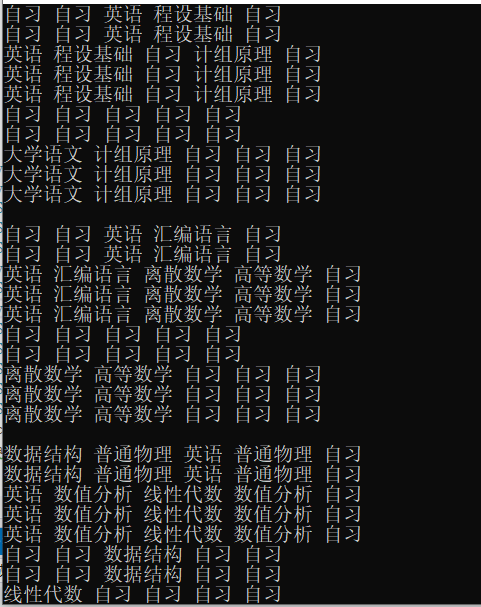 自习 自习 英语 程设基础 自习
自习 自习 英语 程设基础 自习
英语 程设基础 自习 计组原理 自习
英语 程设基础 自习 计组原理 自习
英语 程设基础 自习 计组原理 自习
自习 自习 自习 自习 自习
自习 自习 自习 自习 自习
大学语文 计组原理 自习 自习 自习
大学语文 计组原理 自习 自习 自习
大学语文 计组原理 自习 自习 自习

自习 自习 英语 汇编语言 自习
自习 自习 英语 汇编语言 自习
英语 汇编语言 离散数学 高等数学 自习
英语 汇编语言 离散数学 高等数学 自习
英语 汇编语言 离散数学 高等数学 自习
自习 自习 自习 自习 自习
自习 自习 自习 自习 自习
离散数学 高等数学 自习 自习 自习
离散数学 高等数学 自习 自习 自习
离散数学 高等数学 自习 自习 自习

数据结构 普通物理 英语 普通物理 自习
数据结构 普通物理 英语 普通物理 自习
英语 数值分析 线性代数 数值分析 自习
英语 数值分析 线性代数 数值分析 自习
英语 数值分析 线性代数 数值分析 自习
自习 自习 数据结构 自习 自习
自习 自习 数据结构 自习 自习
线性代数 自习 自习 自习 自习